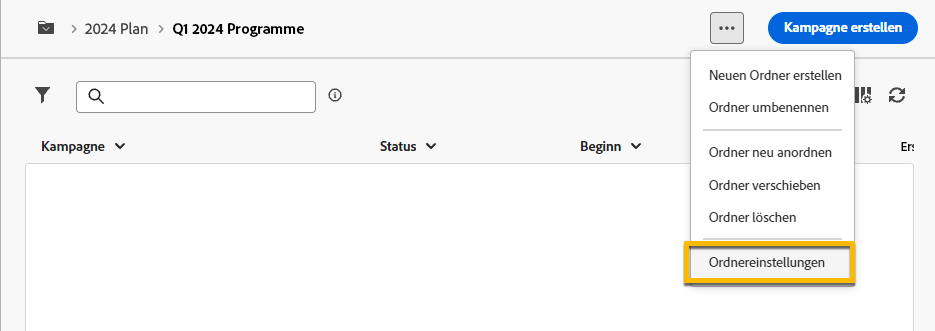 2024 Plan
Q1 2024 Programme
Kampagne erstellen
Neuen Ordner erstellen
Ordner umbenennen
Ordner neu anordnen
Ordner verschieben
Ordner löschen
Ordnereinstellungen
Kampagne
Status
Beginn